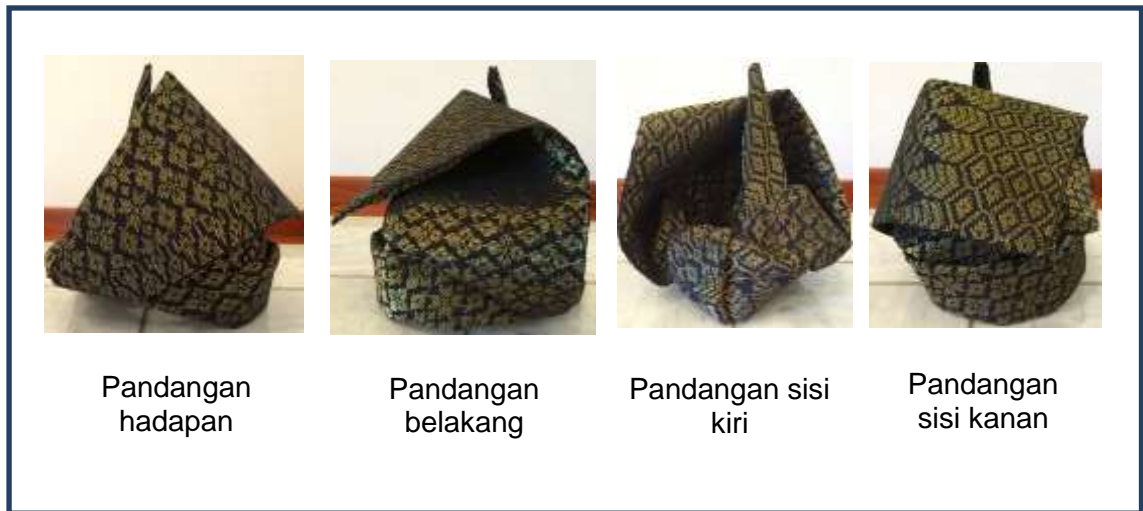 Pandangan
hadapan
Pandangan
belakang
Pandangan sisi
kiri
Pandangan
sisi kanan